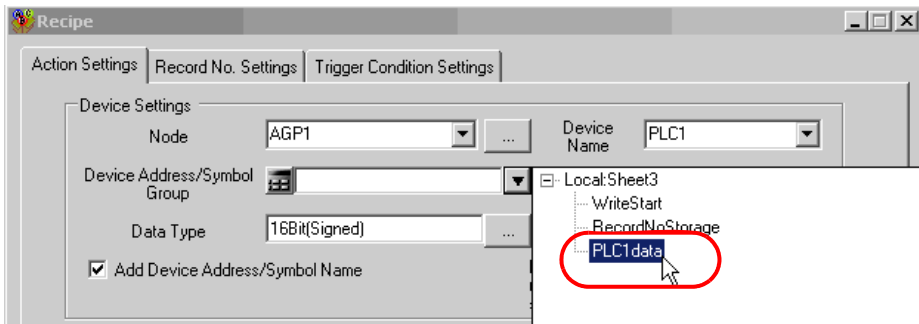 Recipe
Action Settings Record No. Settings Trigger Condition Settings
Device Settings
Node AGP1 ... Device Name PLC1
Device Address/Symbol Group
Local:Sheet3
WriteStart
RecordNoStorage
PLC1data
Data Type 16Bit(Signed) ...
Add Device Address/Symbol Name